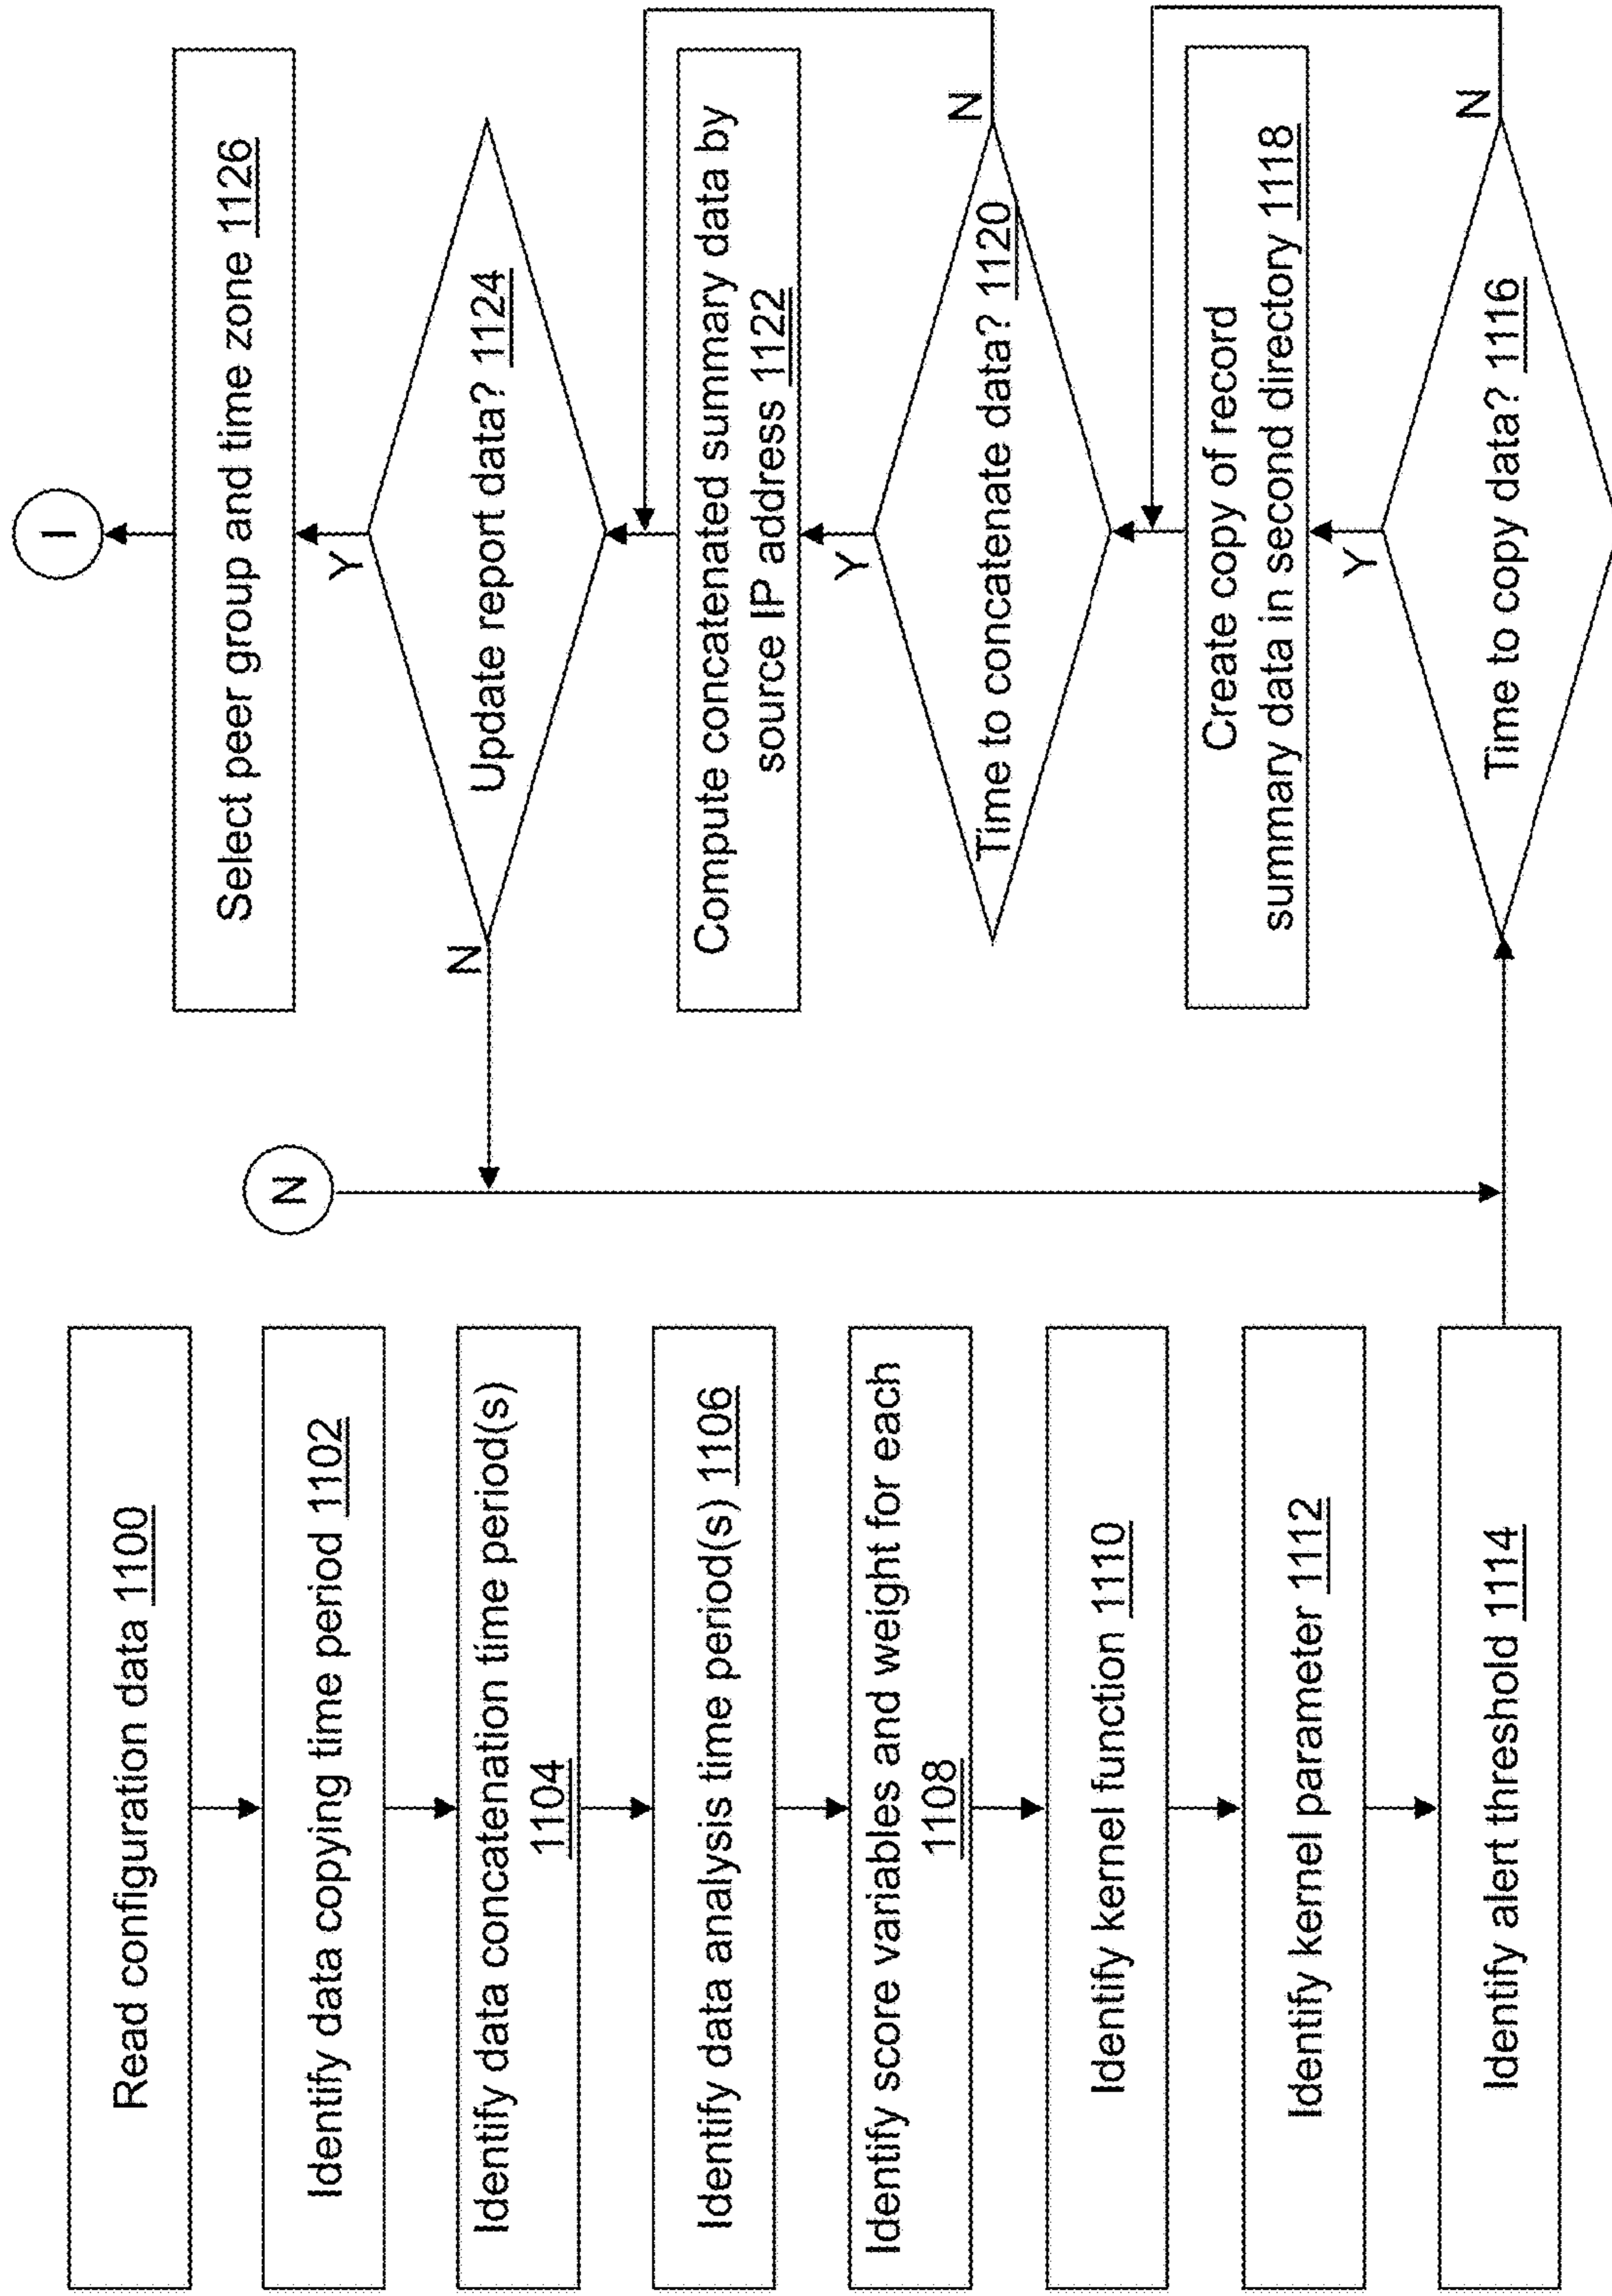 Read configuration data 1100
Identify data copying time period 1102
Identify data concatenation time period(s)
1104
Identify data analysis time period(s) 1106
Identify score variables and weight for each
1108
Identify kernel function 1110
Identify kernel parameter 1112
Identify alert threshold 1114
N
I
Select peer group and time zone 1126
Y
N
Update report data? 1124
Compute concatenated summary data by
source IP address 1122
Y
N
Time to concatenate data? 1120
Create copy of record
summary data in second directory 1118
Y
N
Time to copy data? 1116